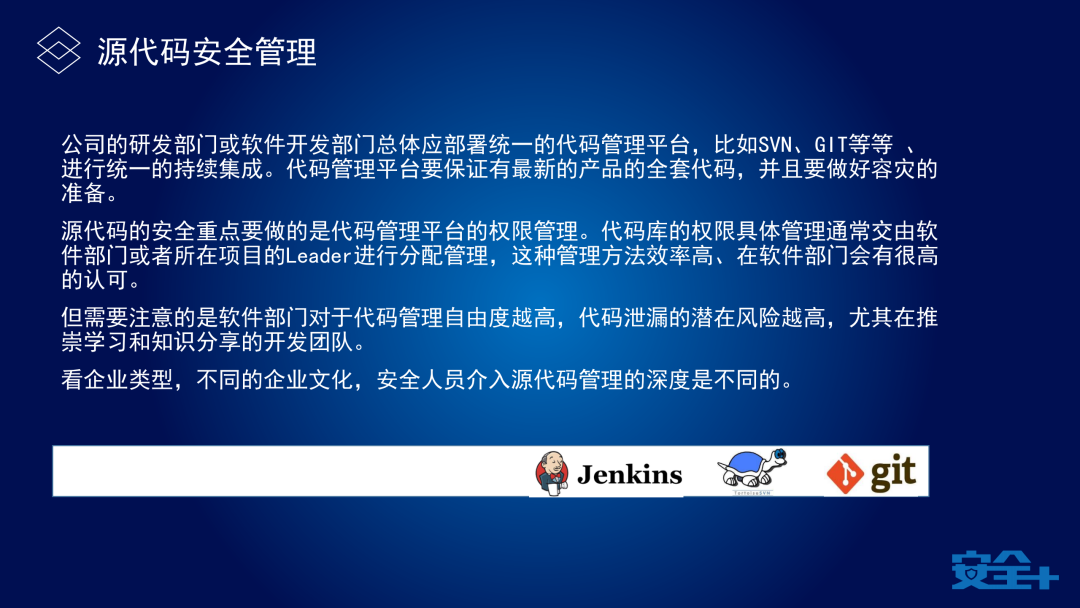 源代码安全管理
公司的研发部门或软件开发部门总体应部署统一的代码管理平台，比如SVN、GIT等等 、
进行统一的持续集成。代码管理平台要保证有最新的产品的全套代码，并且要做好容灾的
准备。
源代码的安全重点要做的是代码管理平台的权限管理。代码库的权限具体管理通常交由软
件部门或者所在项目的Leader进行分配管理，这种管理方法效率高、在软件部门会有很高
的认可。
但需要注意的是软件部门对于代码管理自由度越高，代码泄漏的潜在风险越高，尤其在推
崇学习和知识分享的开发团队。
看企业类型，不同的企业文化，安全人员介入源代码管理的深度是不同的。
Jenkins
TortoiseSVN
git
安全+